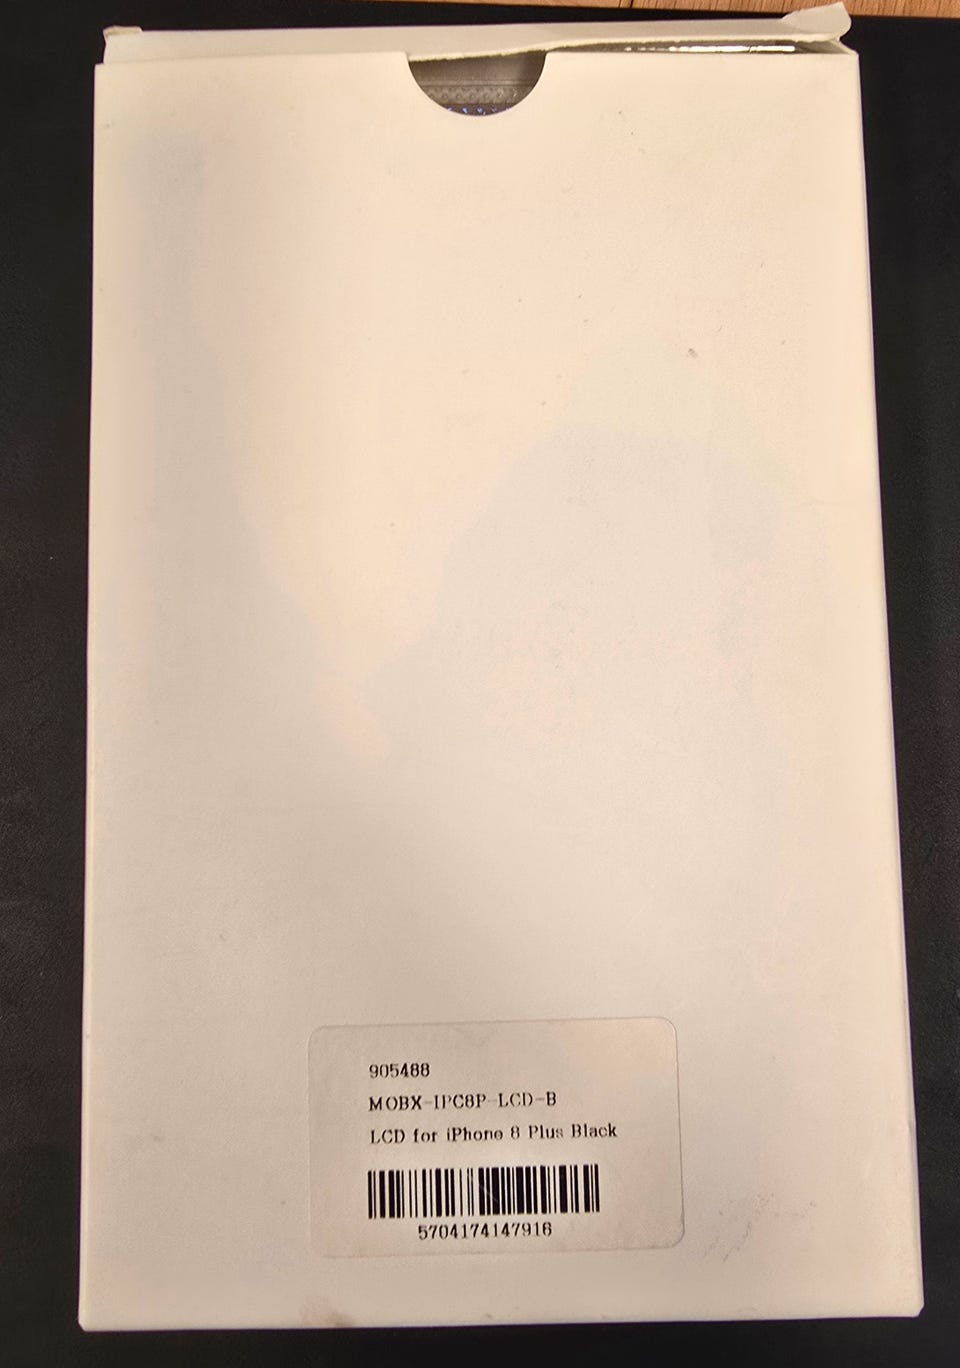 905488
MOBX-IPC8P-LCD-B
LCD for iPhone 8 Plus Black
5704174147916